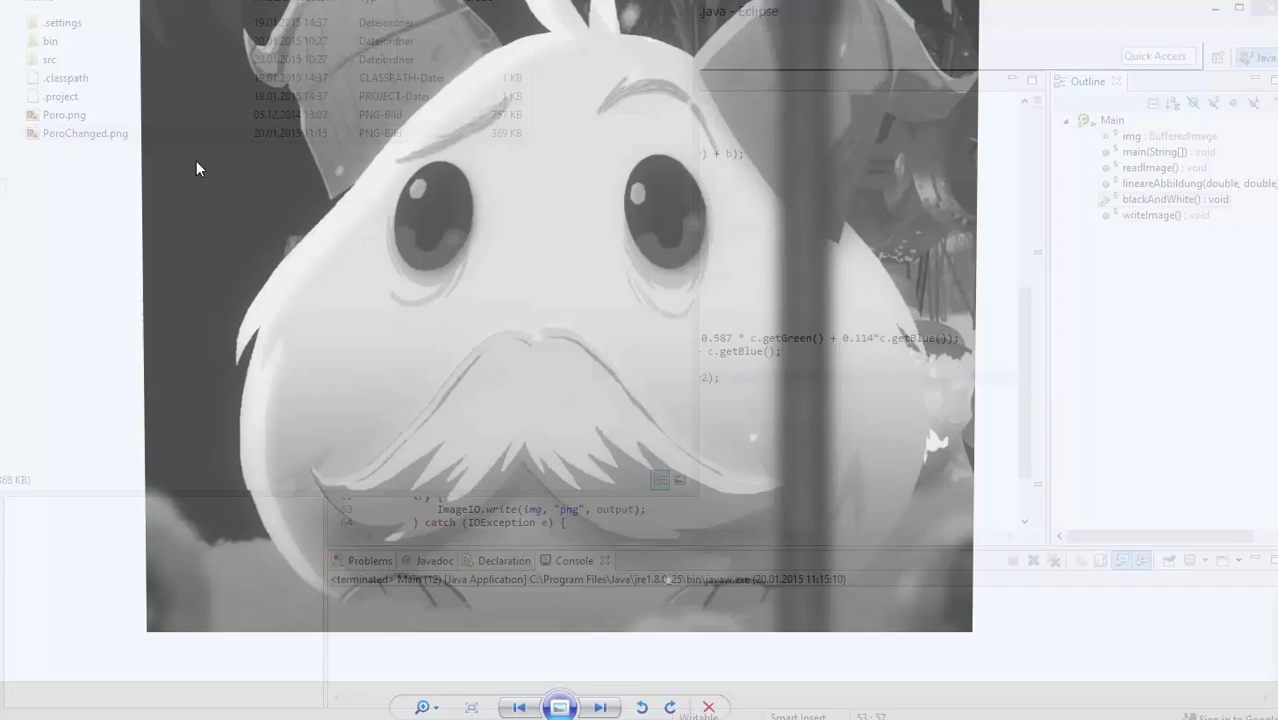 .java - Eclipse
.settings 19.01.2015 14:37 Dateiordner
bin 20.01.2015 10:27 Dateiordner
src 20.01.2015 10:27 Dateiordner
.classpath 19.01.2015 14:37 CLASSPATH-Datei 1 KB
.project 19.01.2015 14:37 PROJECT-Datei 1 KB
Poro.png 05.12.2014 13:07 PNG-Bild 757 KB
PoroChanged.png 20.01.2015 11:15 PNG-Bild 369 KB
Quick Access
Java
Outline
Main
img : BufferedImage
main(String[]) : void
readImage() : void
lineareAbbildung(double, double)
blackAndWhite() : void
writeImage() : void
) + b);
0.587 * c.getGreen() + 0.114*c.getBlue());
c.getBlue();
2);
try {
63 ImageIO.write(img, "png", output);
64 } catch (IOException e) {
Problems Javadoc Declaration Console
<terminated> Main (12) [Java Application] C:\Program Files\Java\jre1.8.0_25\bin\javaw.exe (20.01.2015 11:15:10)
Writable Smart Insert 53 : 57